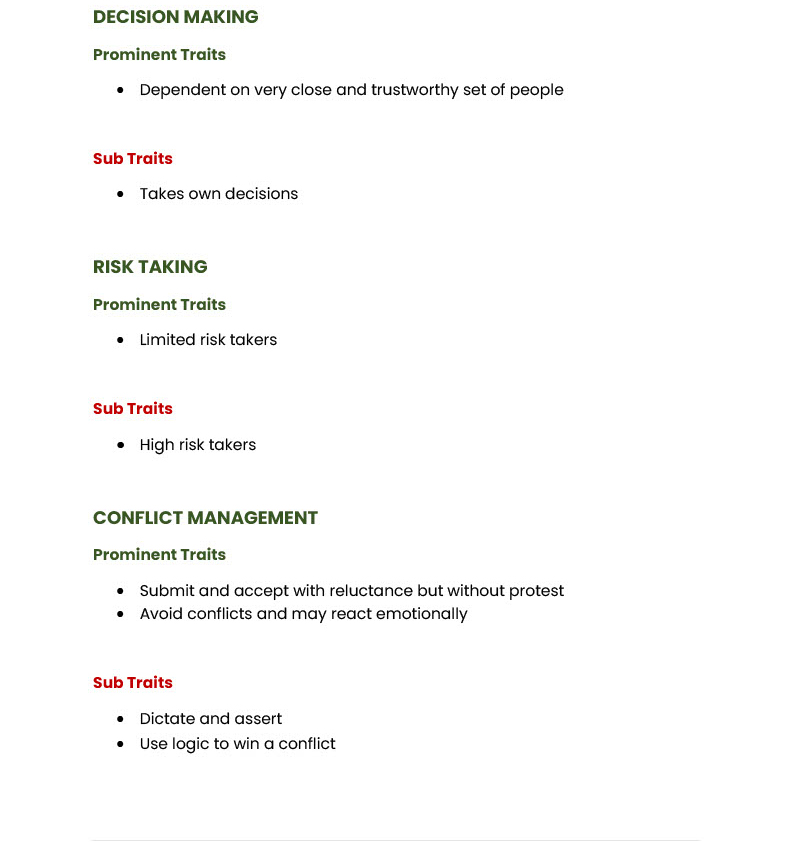 DECISION MAKING
Prominent Traits
• Dependent on very close and trustworthy set of people
Sub Traits
• Takes own decisions
RISK TAKING
Prominent Traits
• Limited risk takers
Sub Traits
• High risk takers
CONFLICT MANAGEMENT
Prominent Traits
• Submit and accept with reluctance but without protest
• Avoid conflicts and may react emotionally
Sub Traits
• Dictate and assert
• Use logic to win a conflict